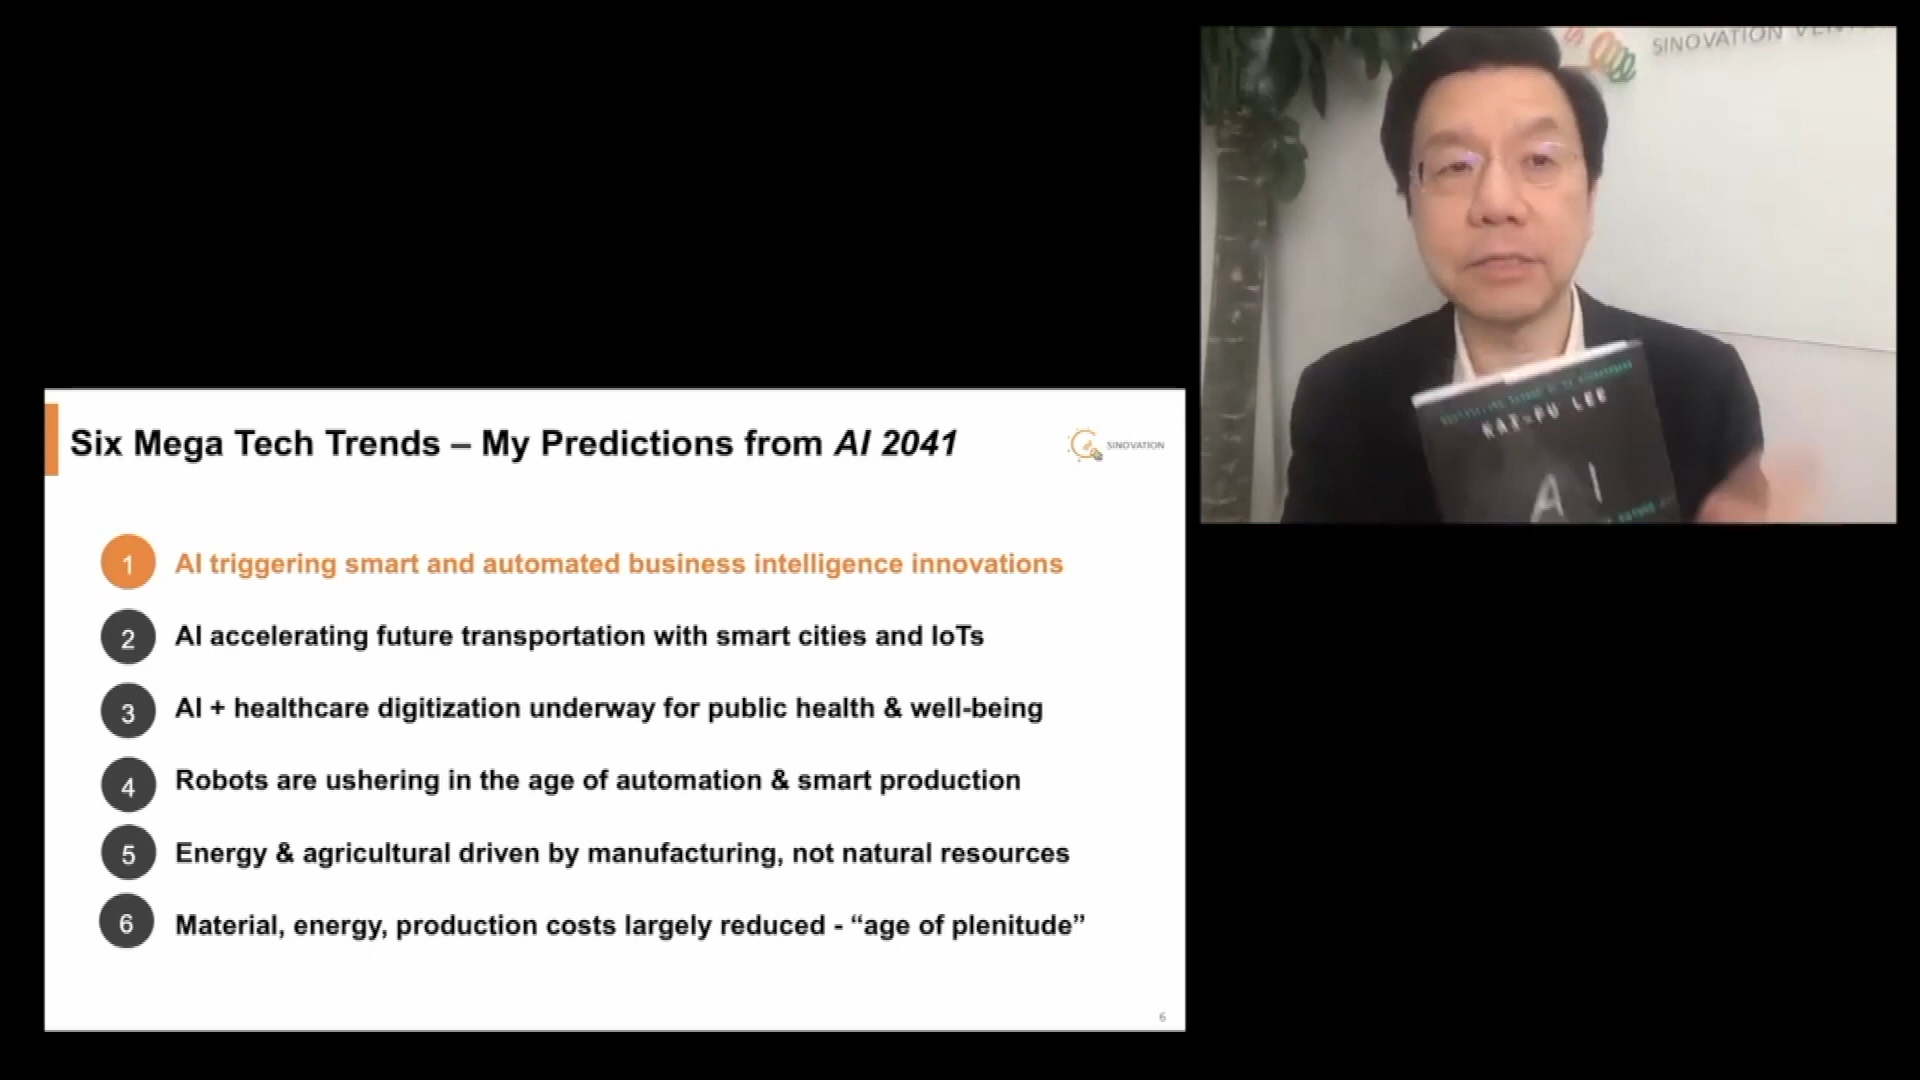 Six Mega Tech Trends – My Predictions from AI 2041
SINOVATION
1 AI triggering smart and automated business intelligence innovations
2 AI accelerating future transportation with smart cities and IoTs
3 AI + healthcare digitization underway for public health & well-being
4 Robots are ushering in the age of automation & smart production
5 Energy & agricultural driven by manufacturing, not natural resources
6 Material, energy, production costs largely reduced - “age of plenitude”
6
SINOVATION
KAI-FU LEE
AI